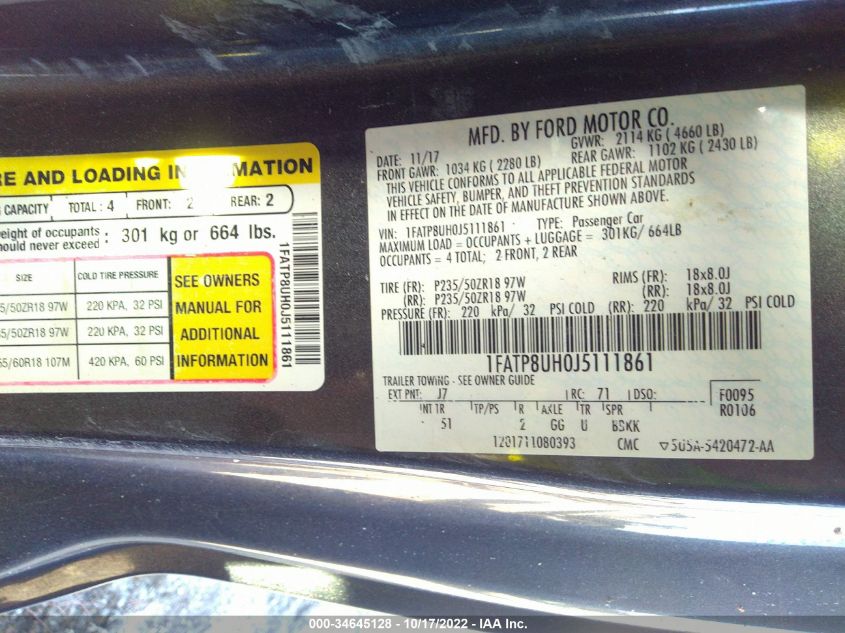 RE AND LOADING INFORMATION
CAPACITY TOTAL : 4 FRONT: 2 REAR: 2
eight of occupants
hould never exceed : 301 kg or 664 lbs.
SIZE COLD TIRE PRESSURE
5/50ZR18 97W 220 KPA, 32 PSI
5/50ZR18 97W 220 KPA, 32 PSI
55/60R18 107M 420 KPA, 60 PSI
SEE OWNERS
MANUAL FOR
ADDITIONAL
INFORMATION
1FATP8UH0J5111861
MFD. BY FORD MOTOR CO.
DATE: 11/17 GVWR: 2114 KG ( 4660 LB)
FRONT GAWR: 1034 KG ( 2280 LB) REAR GAWR: 1102 KG ( 2430 LB)
THIS VEHICLE CONFORMS TO ALL APPLICABLE FEDERAL MOTOR
VEHICLE SAFETY, BUMPER, AND THEFT PREVENTION STANDARDS
IN EFFECT ON THE DATE OF MANUFACTURE SHOWN ABOVE.
VIN: 1FATP8UH0J5111861 TYPE: Passenger Car
MAXIMUM LOAD = OCCUPANTS + LUGGAGE = 301KG/ 664LB
OCCUPANTS = 4 TOTAL; 2 FRONT, 2 REAR
TIRE (FR): P235/50ZR18 97W RIMS (FR): 18x8.0J
(RR): P235/50ZR18 97W (RR): 18x8.0J
PRESSURE (FR): 220 kPa/ 32 PSI COLD (RR): 220 kPa/ 32 PSI COLD
1FATP8UH0J5111861
TRAILER TOWING - SEE OWNER GUIDE
EXT PNT: J7 RC: 71 DSO: F0095
INT TR TP/PS R AXLE TR SPR R0106
51 2 GG U BBKK
1201711080393 CMC ▽5U5A-5420472-AA
000-34645128 - 10/17/2022 - IAA Inc.